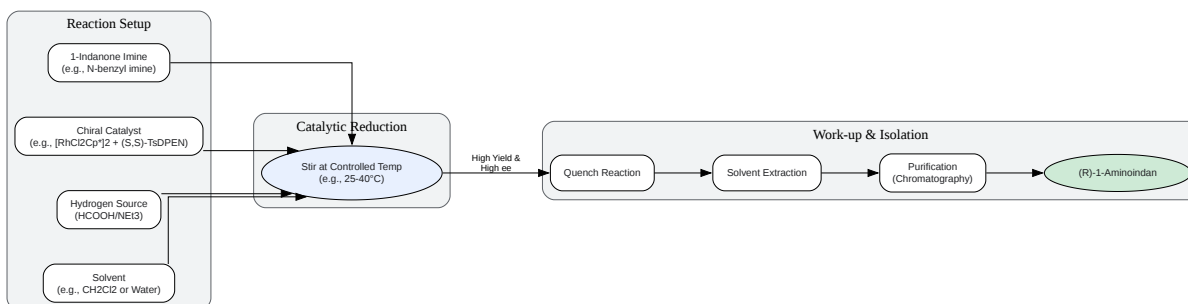 Reaction Setup
1-Indanone Imine
(e.g., N-benzyl imine)
Chiral Catalyst
(e.g., [RhCl2Cp*]2 + (S,S)-TsDPEN)
Hydrogen Source
(HCOOH/NEt3)
Solvent
(e.g., CH2Cl2 or Water)
Catalytic Reduction
Stir at Controlled Temp
(e.g., 25-40°C)
High Yield &
High ee
Work-up & Isolation
Quench Reaction
Solvent Extraction
Purification
(Chromatography)
(R)-1-Aminoindan